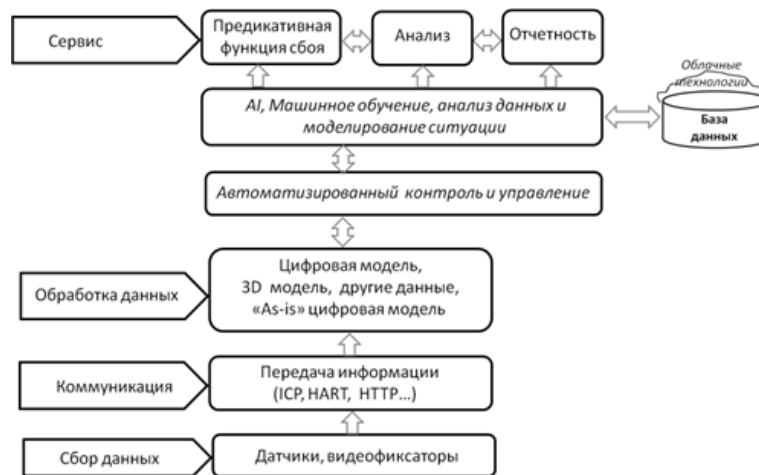 Сервис
Предикативная
функция сбоя
Анализ
Отчетность
Облачные
технологии
AI, Машинное обучение, анализ данных и
моделирование ситуации
База
данных
Автоматизированный контроль и управление
Обработка данных
Цифровая модель,
3D модель, другие данные,
«As-is» цифровая модель
Коммуникация
Передача информации
(ICP, HART, HTTP...)
Сбор данных
Датчики, видеофиксаторы